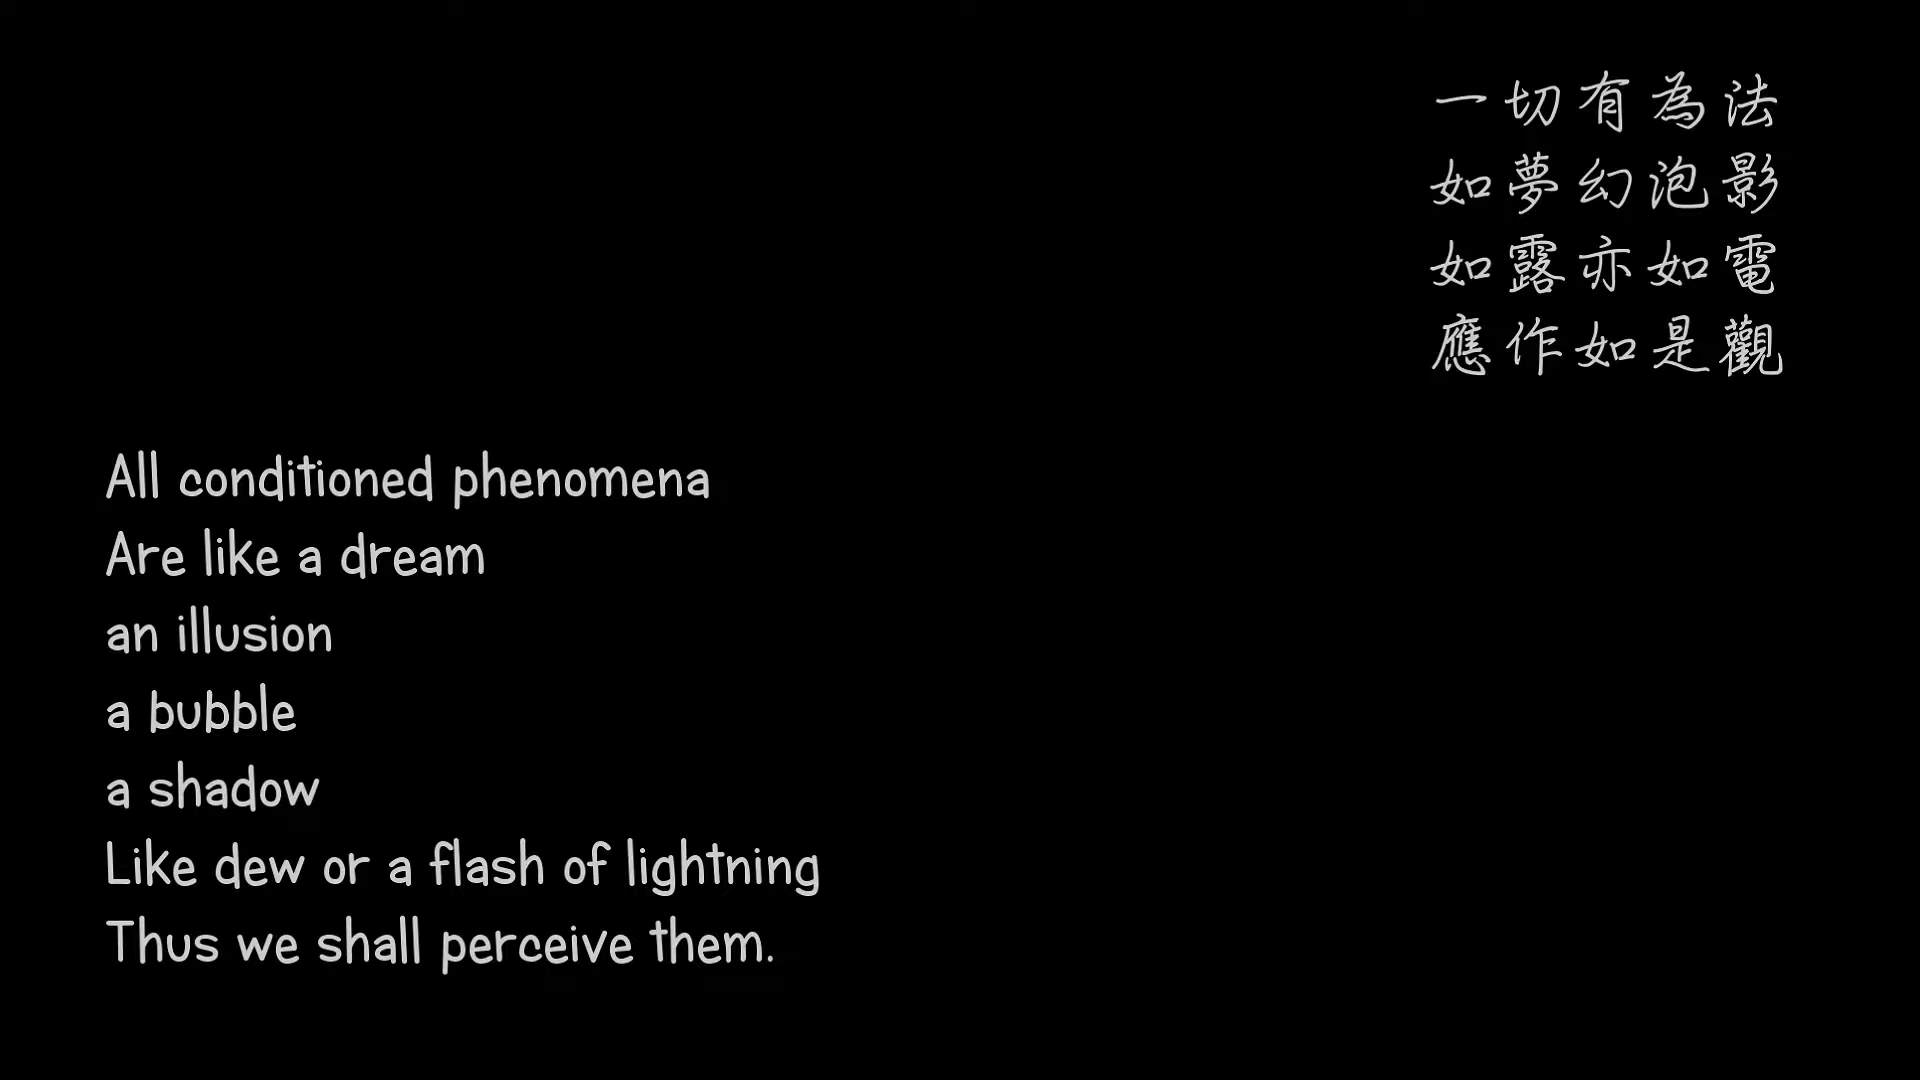 一切有為法
如夢幻泡影
如露亦如電
應作如是觀
All conditioned phenomena
Are like a dream
an illusion
a bubble
a shadow
Like dew or a flash of lightning
Thus we shall perceive them.